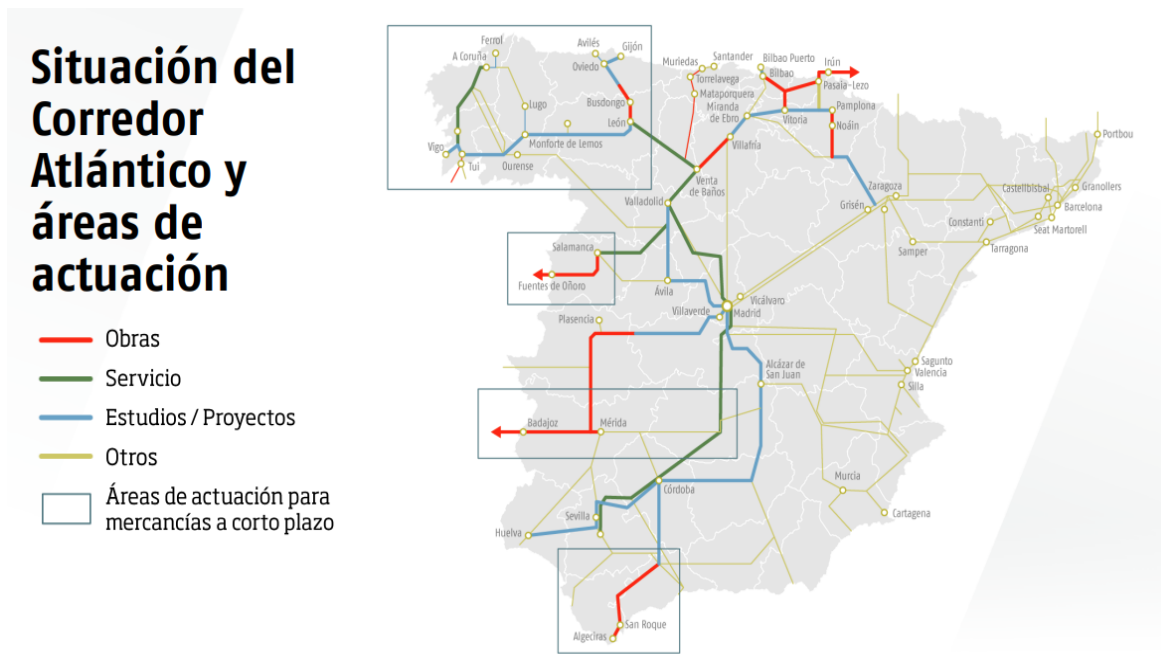 Situación del
Corredor
Atlántico y
áreas de
actuación
Obras
Servicio
Estudios / Proyectos
Otros
Áreas de actuación para
mercancías a corto plazo
Ferrol
A Coruña
Lugo
Vigo
Tui
Ourense
Monforte de Lemos
Avilés
Gijón
Oviedo
Busdongo
León
Muriedas
Santander
Torrelavega
Mataporquera
Miranda
de Ebro
Bilbao Puerto
Bilbao
Irún
Pasaia-Lezo
Pamplona
Vitoria
Noáin
Villafría
Venta
de Baños
Valladolid
Zaragoza
Grisén
Portbou
Castellbisbal
Granollers
Barcelona
Constanti
Seat Martorell
Samper
Tarragona
Salamanca
Fuentes de Oñoro
Ávila
Vicálvaro
Villaverde
Madrid
Plasencia
Alcázar de
San Juan
Sagunto
Valencia
Silla
Badajoz
Mérida
Córdoba
Murcia
Cartagena
Sevilla
Huelva
San Roque
Algeciras